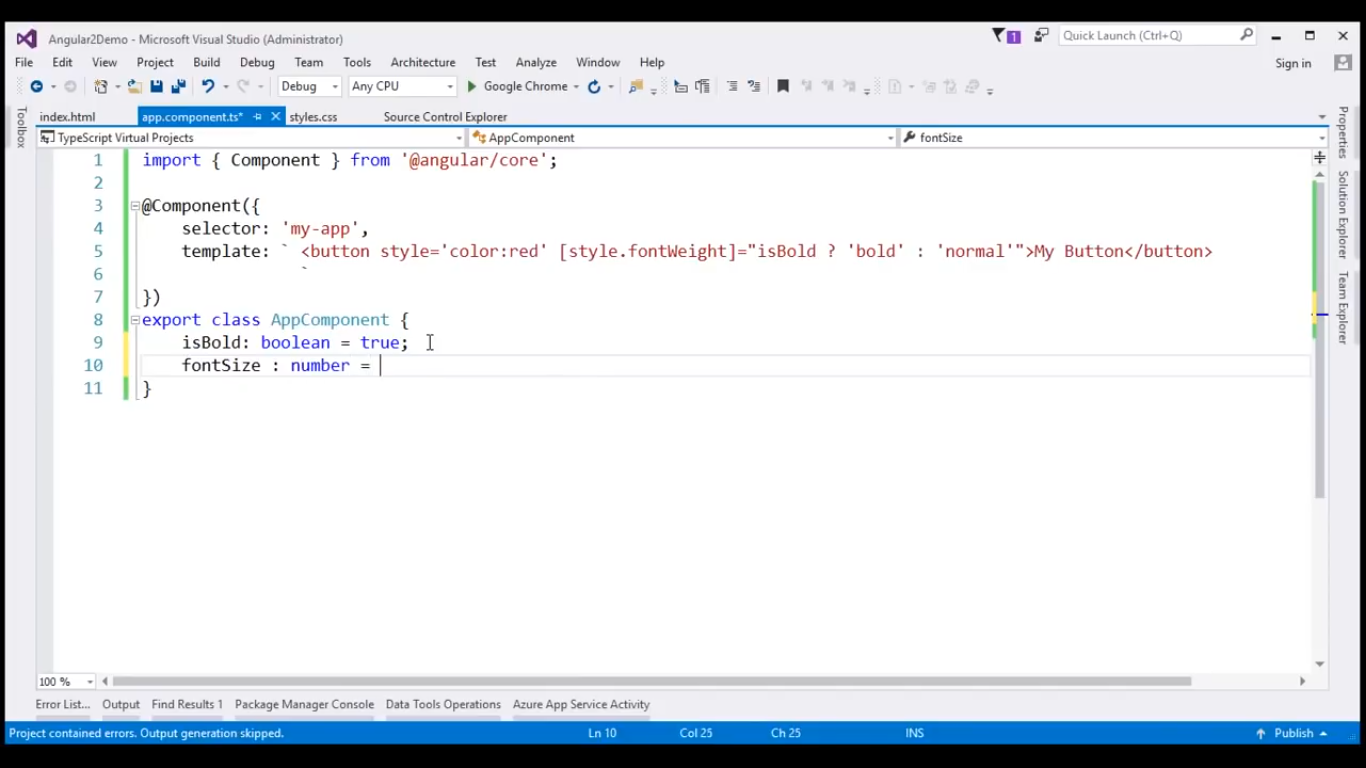 Angular2Demo - Microsoft Visual Studio (Administrator)
1
Quick Launch (Ctrl+Q)
File Edit View Project Build Debug Team Tools Architecture Test Analyze Window Help
Sign in
Debug Any CPU Google Chrome
Toolbox
index.html app.component.ts* styles.css Source Control Explorer
TypeScript Virtual Projects AppComponent fontSize
1 import { Component } from '@angular/core';
2
3 @Component({
4 selector: 'my-app',
5 template: ` <button style='color:red' [style.fontWeight]="isBold ? 'bold' : 'normal'">My Button</button>
6 `
7 })
8 export class AppComponent {
9 isBold: boolean = true;
10 fontSize : number =
11 }
Properties
Solution Explorer
Team Explorer
100 %
Error List... Output Find Results 1 Package Manager Console Data Tools Operations Azure App Service Activity
Project contained errors. Output generation skipped. Ln 10 Col 25 Ch 25 INS Publish